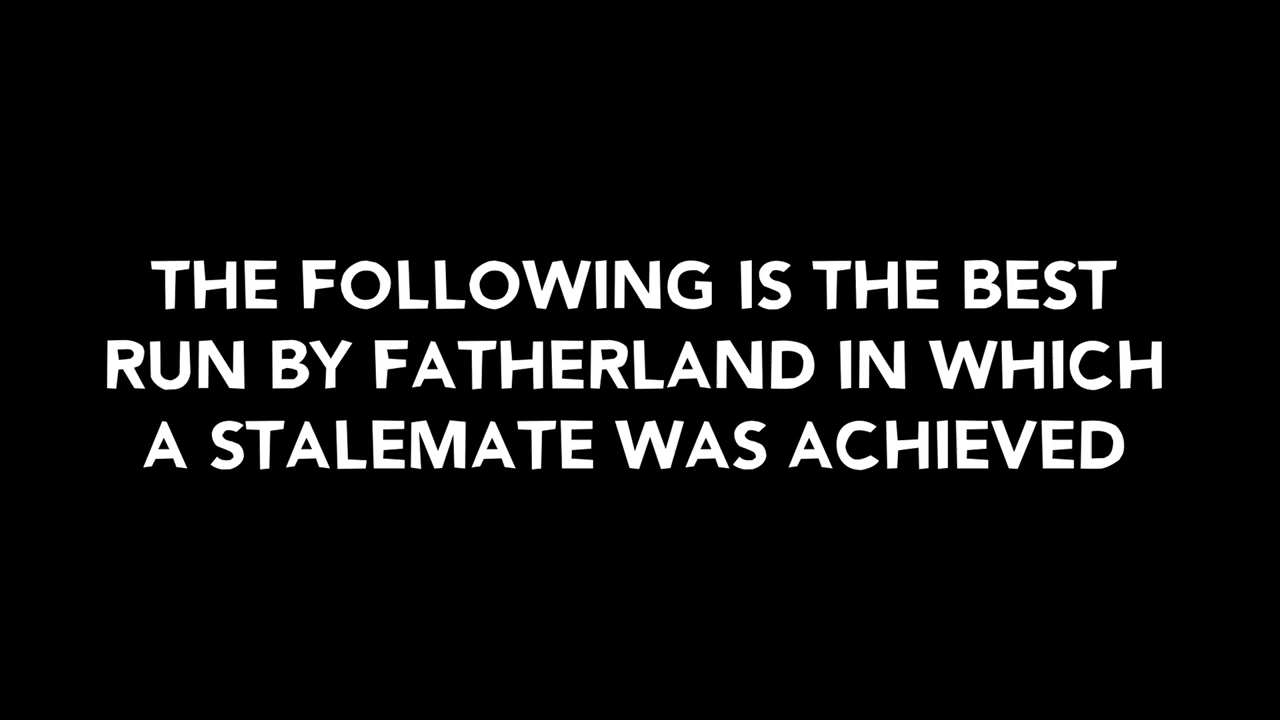 THE FOLLOWING IS THE BEST
RUN BY FATHERLAND IN WHICH
A STALEMATE WAS ACHIEVED